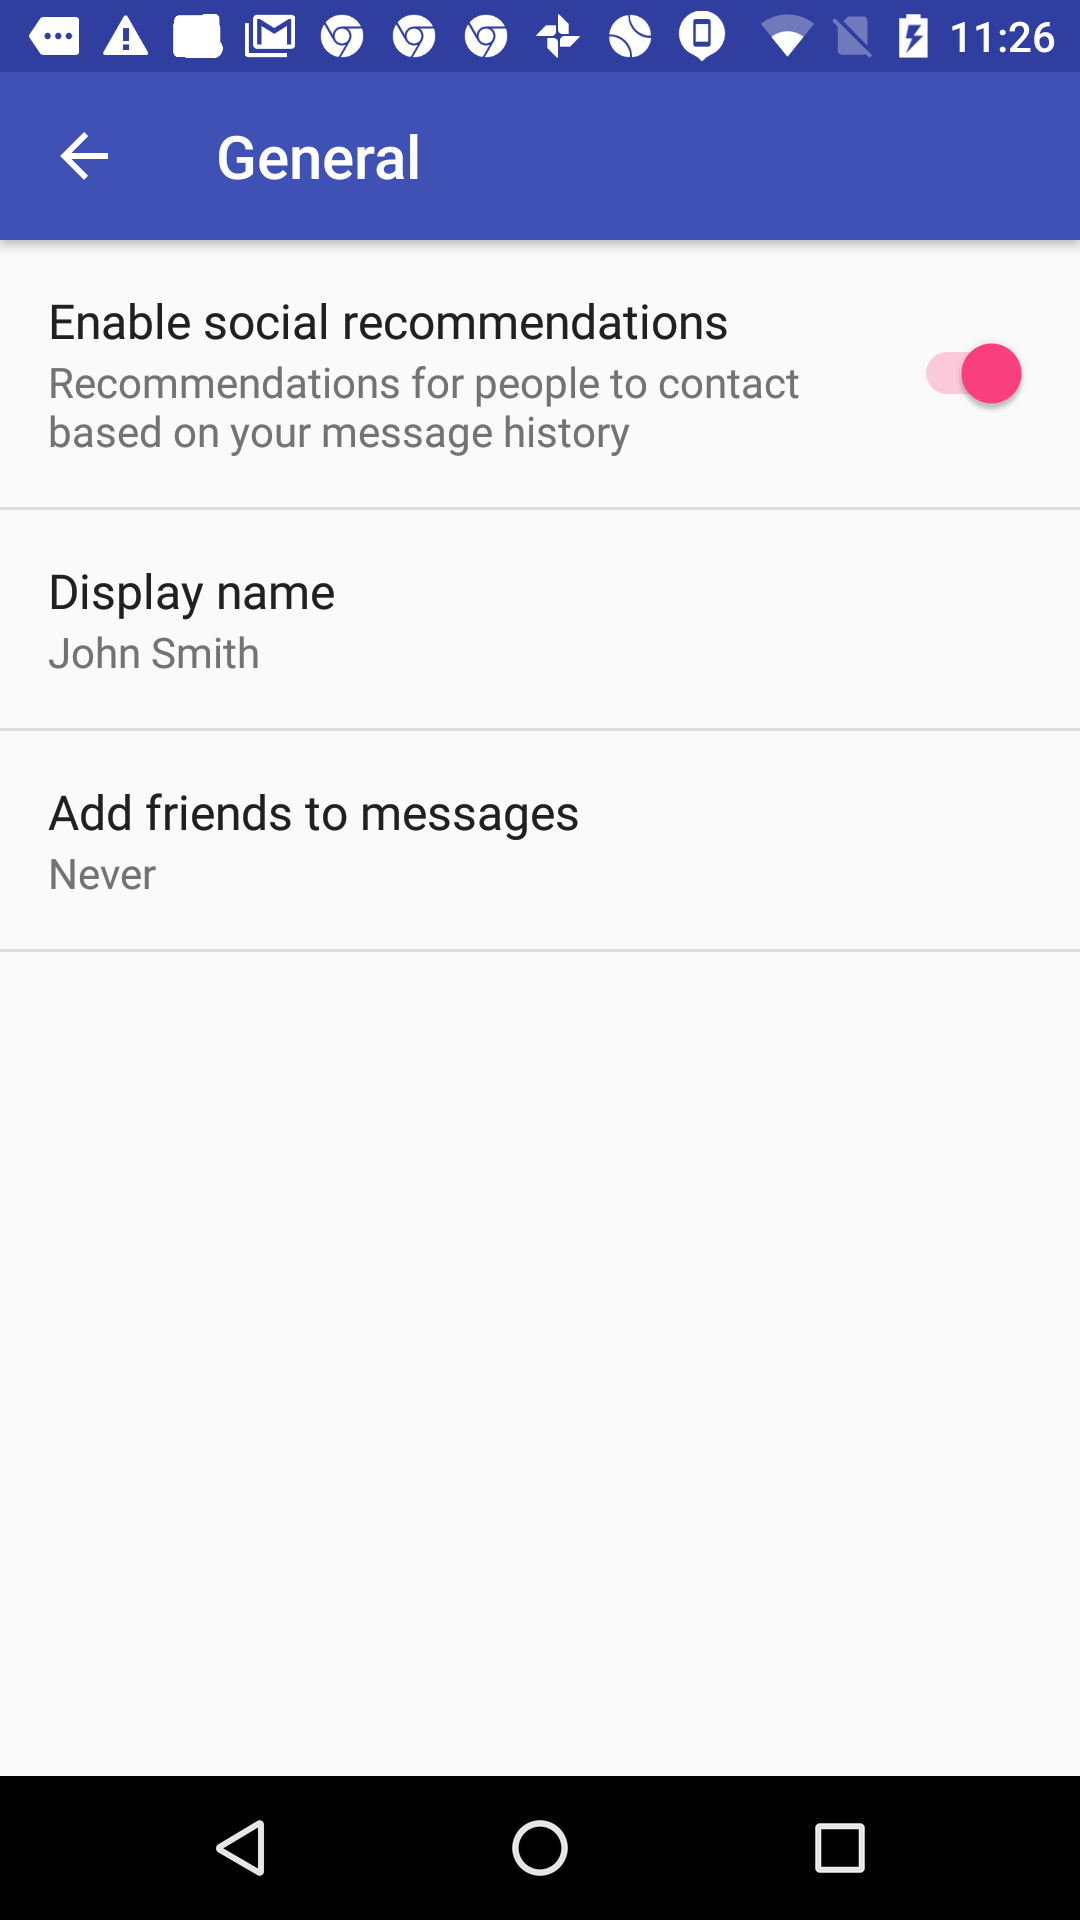 11:26
General
Enable social recommendations
Recommendations for people to contact
based on your message history
Display name
John Smith
Add friends to messages
Never